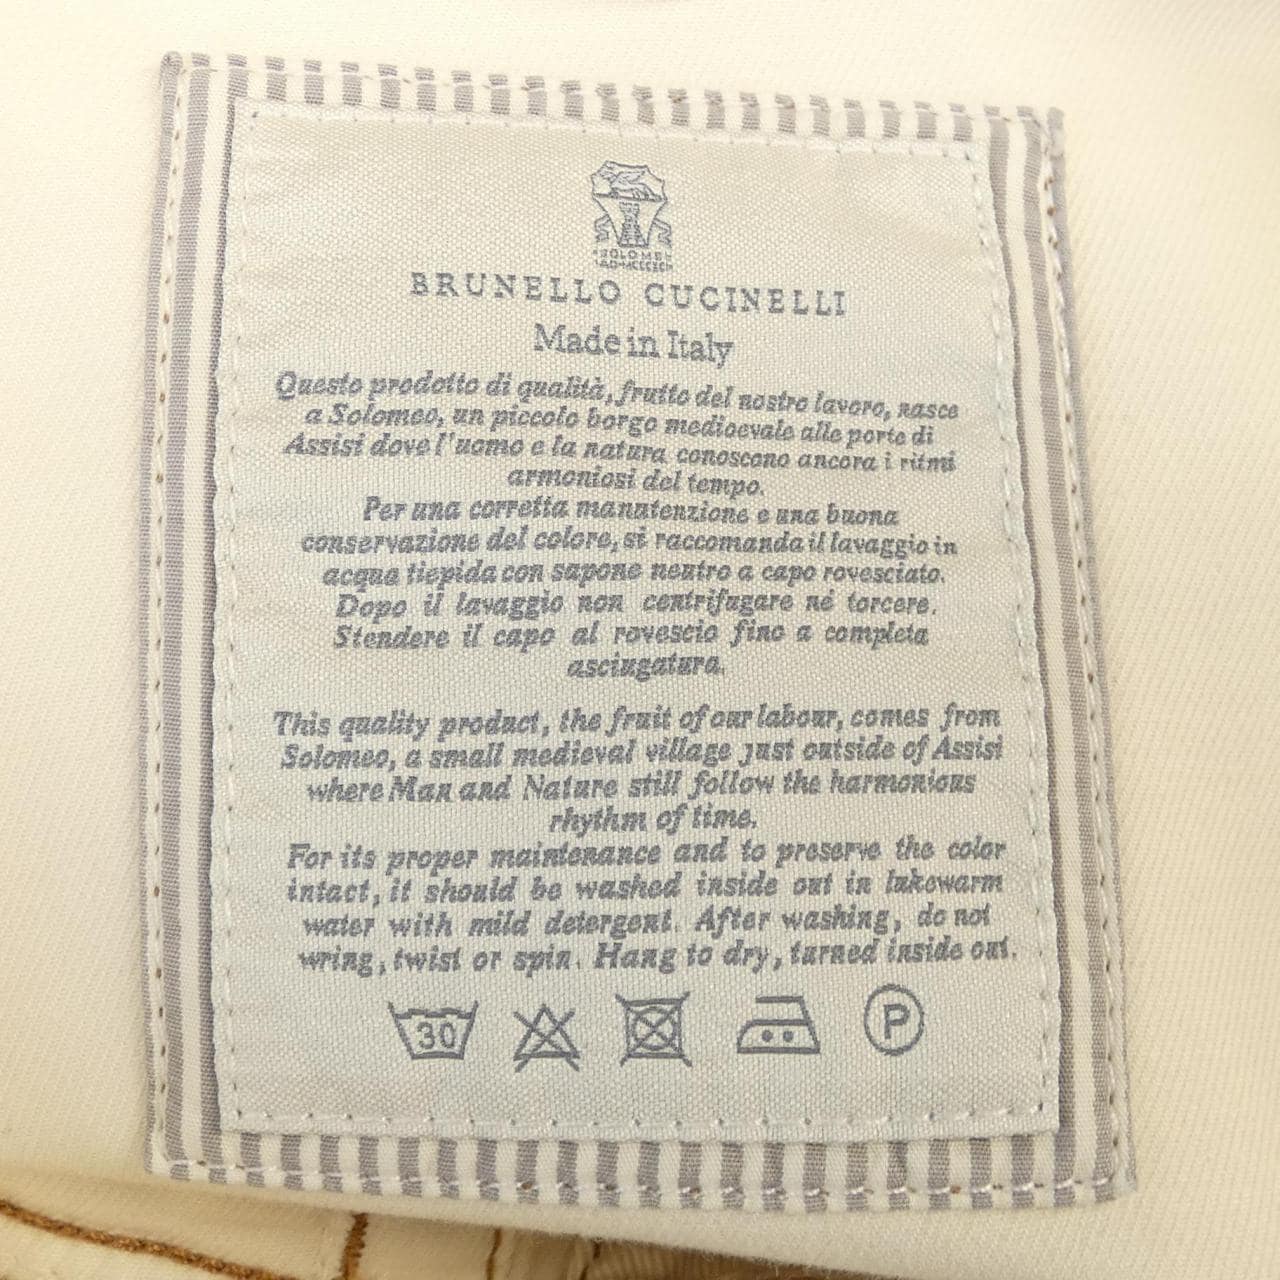 BRUNELLO CUCINELLI
Made in Italy
Questo prodotto di qualità, frutto del nostro lavoro, nasce
a Solomeo, un piccolo borgo medioevale alle porte di
Assisi dove l'uomo e la natura conoscono ancora i ritmi
armoniosi del tempo.
Per una corretta manutenzione e una buona
conservazione del colore, si raccomanda il lavaggio in
acqua tiepida con sapone neutro a capo rovesciato.
Dopo il lavaggio non centrifugare né torcere.
Stendere il capo al rovescio fino a completa
asciugatura.
This quality product, the fruit of our labour, comes from
Solomeo, a small medieval village just outside of Assisi
where Man and Nature still follow the harmonious
rhythm of time.
For its proper maintenance and to preserve the color
intact, it should be washed inside out in lukewarm
water with mild detergent. After washing, do not
wring, twist or spin. Hang to dry, turned inside out.
30 P